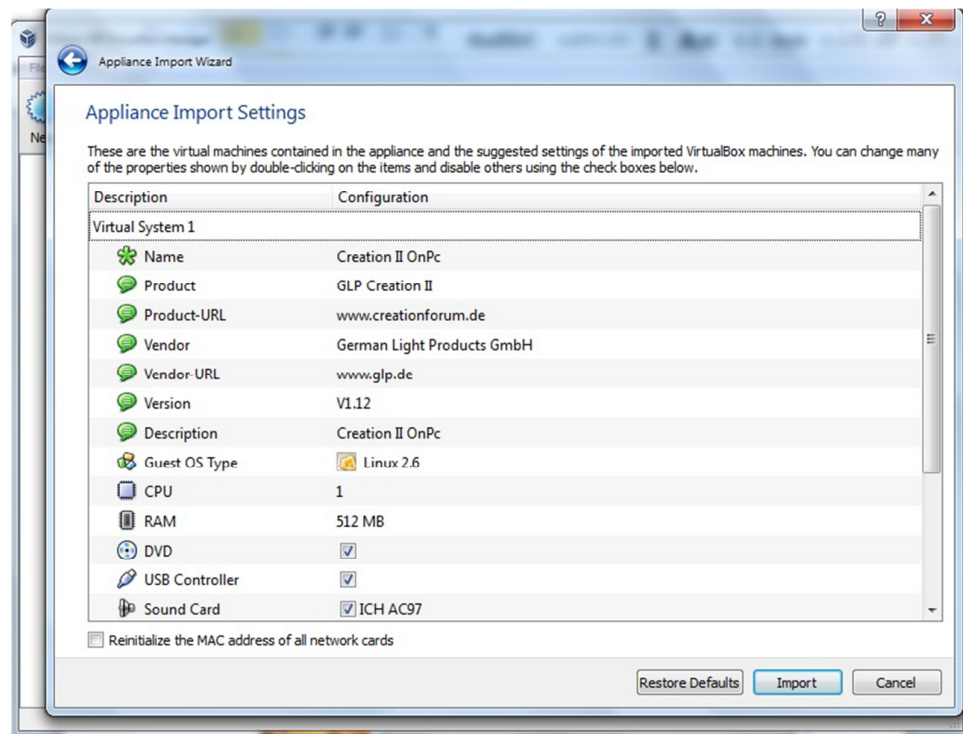 File
Ne
Appliance Import Wizard
Appliance Import Settings
These are the virtual machines contained in the appliance and the suggested settings of the imported VirtualBox machines. You can change many
of the properties shown by double-clicking on the items and disable others using the check boxes below.
Description Configuration
Virtual System 1
Name Creation II OnPc
Product GLP Creation II
Product-URL www.creationforum.de
Vendor German Light Products GmbH
Vendor-URL www.glp.de
Version V1.12
Description Creation II OnPc
Guest OS Type Linux 2.6
CPU 1
RAM 512 MB
DVD
USB Controller
Sound Card ICH AC97
Reinitialize the MAC address of all network cards
Restore Defaults Import Cancel